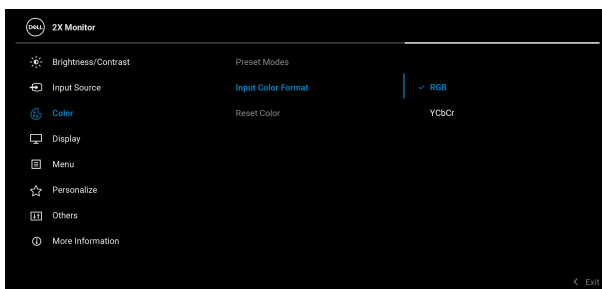 DELL 2X Monitor
Brightness/Contrast Preset Modes
Input Source Input Color Format RGB
Color Reset Color YCbCr
Display
Menu
Personalize
Others
More Information
Exit